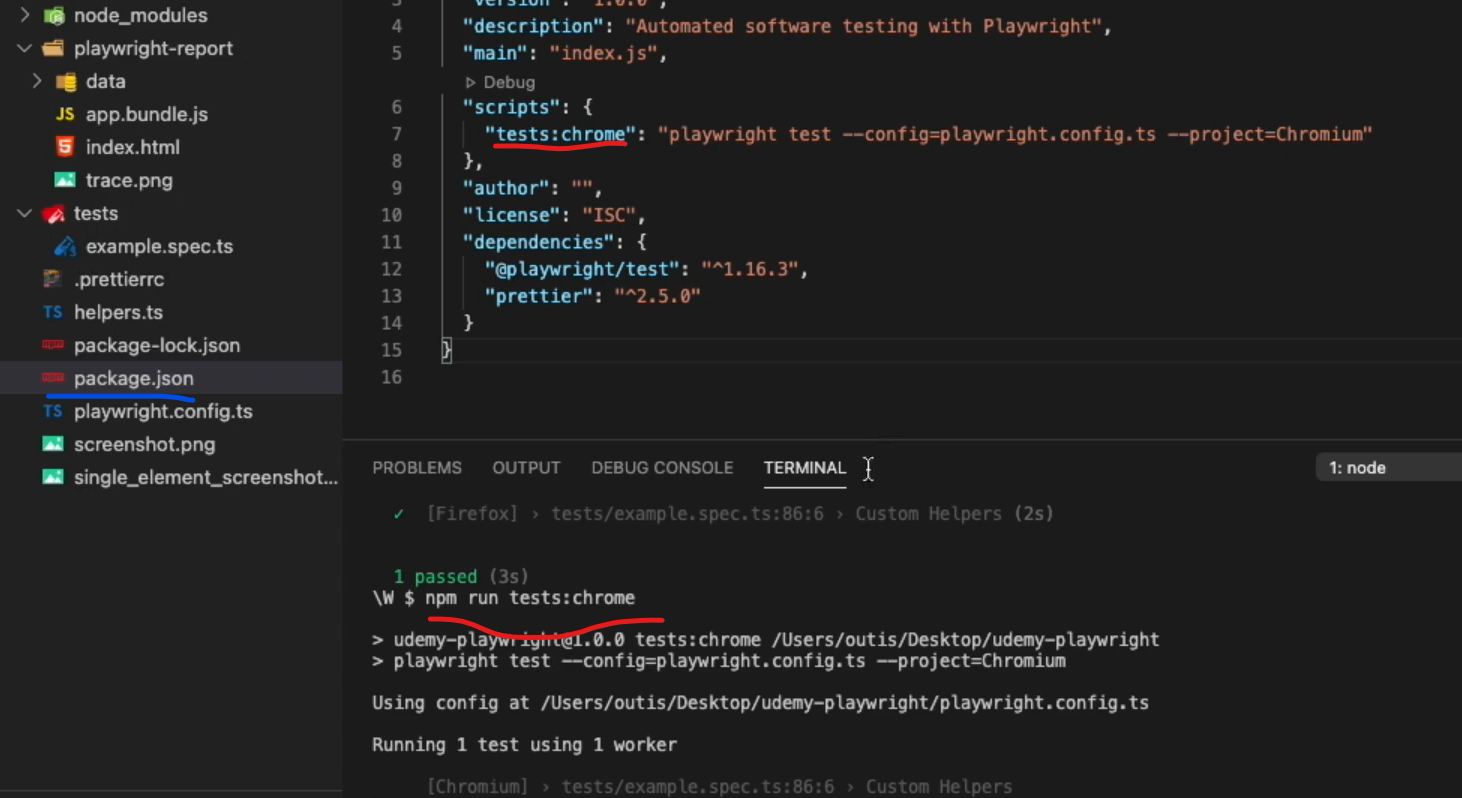 node_modules
playwright-report
data
JS app.bundle.js
5 index.html
trace.png
tests
example.spec.ts
.prettierrc
TS helpers.ts
package-lock.json
package.json
TS playwright.config.ts
screenshot.png
single_element_screenshot...
3 "version": "1.0.0",
4 "description": "Automated software testing with Playwright",
5 "main": "index.js",
Debug
6 "scripts": {
7 "tests:chrome": "playwright test --config=playwright.config.ts --project=Chromium"
8 },
9 "author": "",
10 "license": "ISC",
11 "dependencies": {
12 "@playwright/test": "^1.16.3",
13 "prettier": "^2.5.0"
14 }
15 }
16
PROBLEMS OUTPUT DEBUG CONSOLE TERMINAL 1: node
✓ [Firefox] › tests/example.spec.ts:86:6 › Custom Helpers (2s)
1 passed (3s)
\W $ npm run tests:chrome
> udemy-playwright@1.0.0 tests:chrome /Users/outis/Desktop/udemy-playwright
> playwright test --config=playwright.config.ts --project=Chromium
Using config at /Users/outis/Desktop/udemy-playwright/playwright.config.ts
Running 1 test using 1 worker
[Chromium] › tests/example.spec.ts:86:6 › Custom Helpers